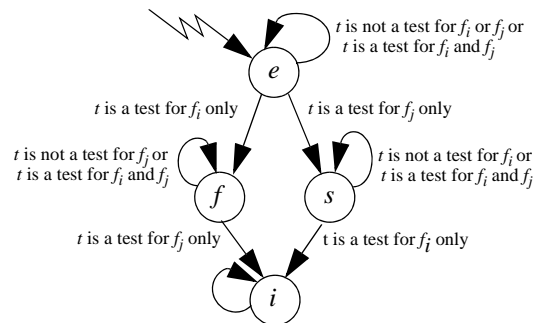 t is not a test for f_i or f_j or
t is a test for f_i and f_j
e
t is a test for f_i only
t is a test for f_j only
t is not a test for f_j or
t is a test for f_i and f_j
t is not a test for f_i or
t is a test for f_i and f_j
f
s
t is a test for f_j only
t is a test for f_i only
i